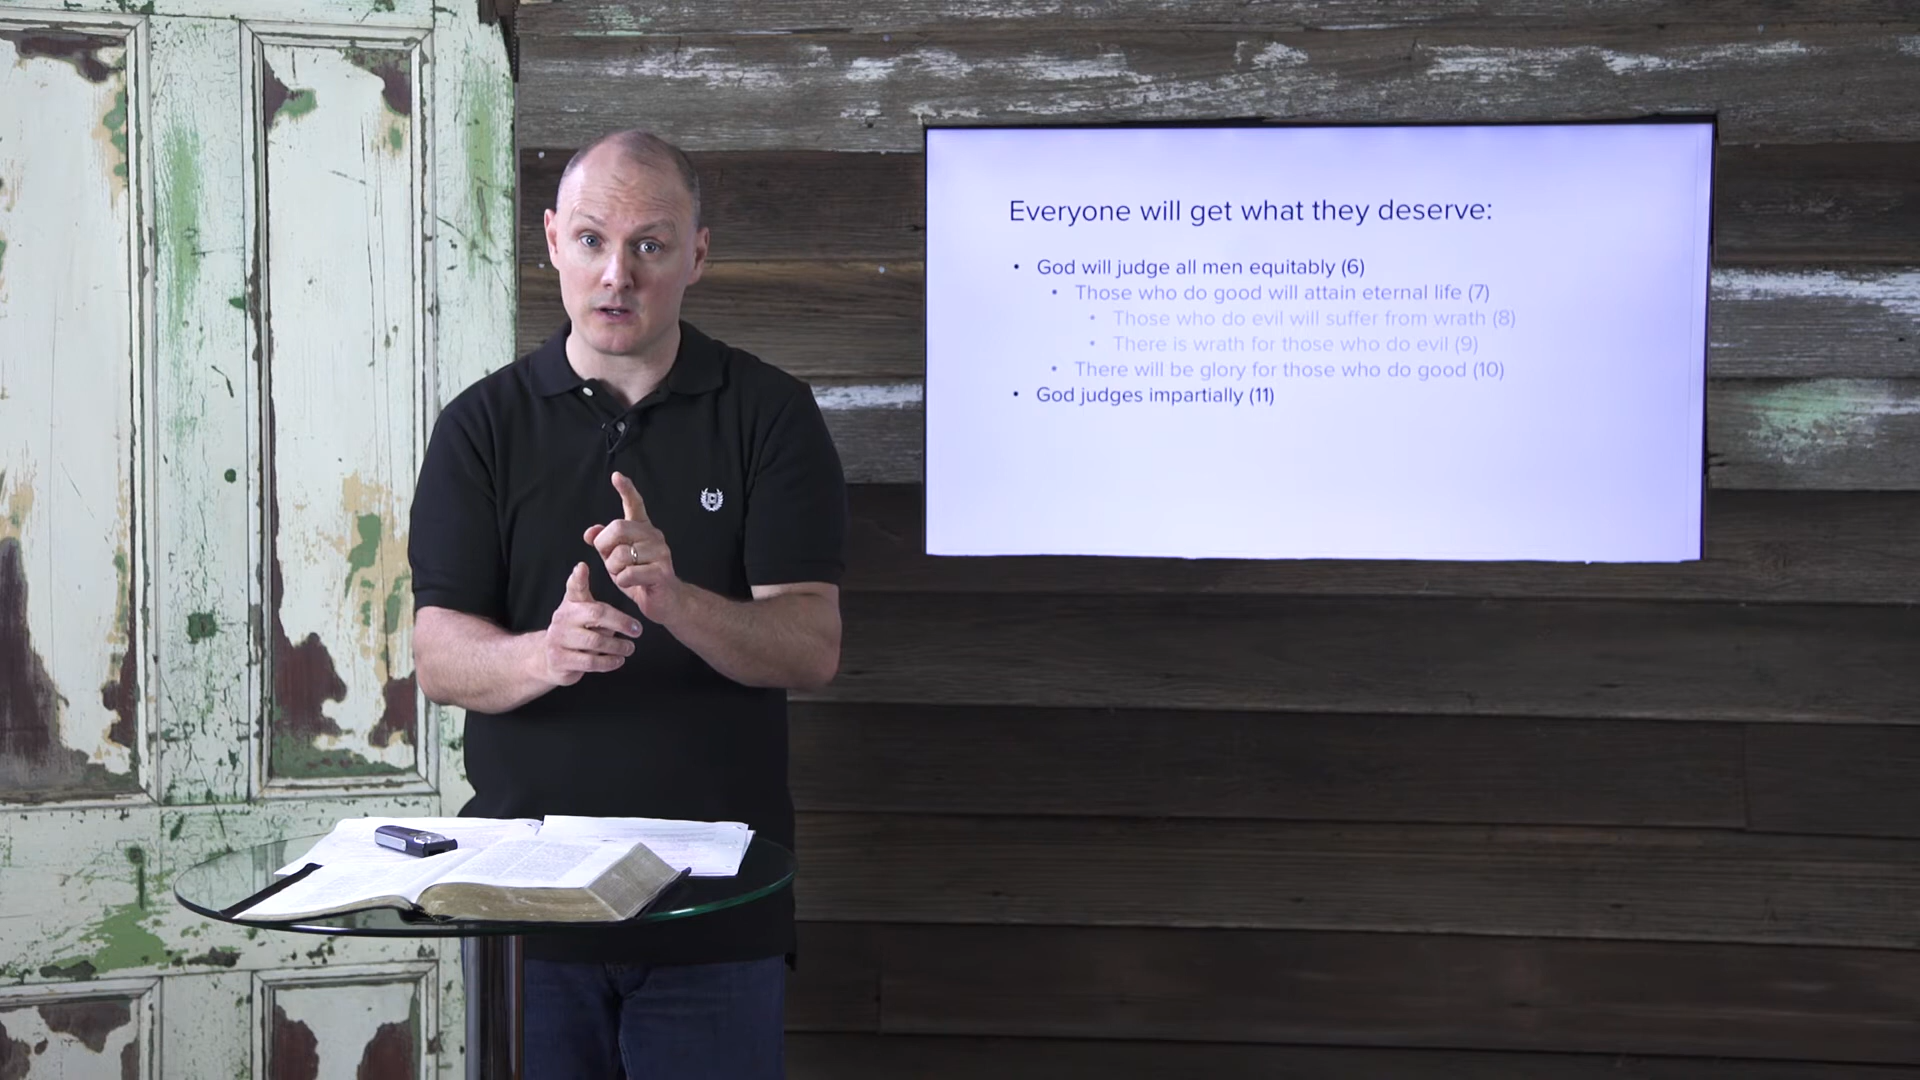 Everyone will get what they deserve:
• God will judge all men equitably (6)
• Those who do good will attain eternal life (7)
• Those who do evil will suffer from wrath (8)
• There is wrath for those who do evil (9)
• There will be glory for those who do good (10)
• God judges impartially (11)